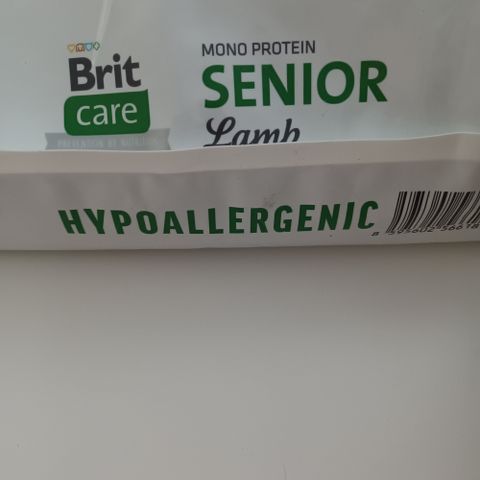 Brit
care
MONO PROTEIN
SENIOR
Lamb
HYPOALLERGENIC